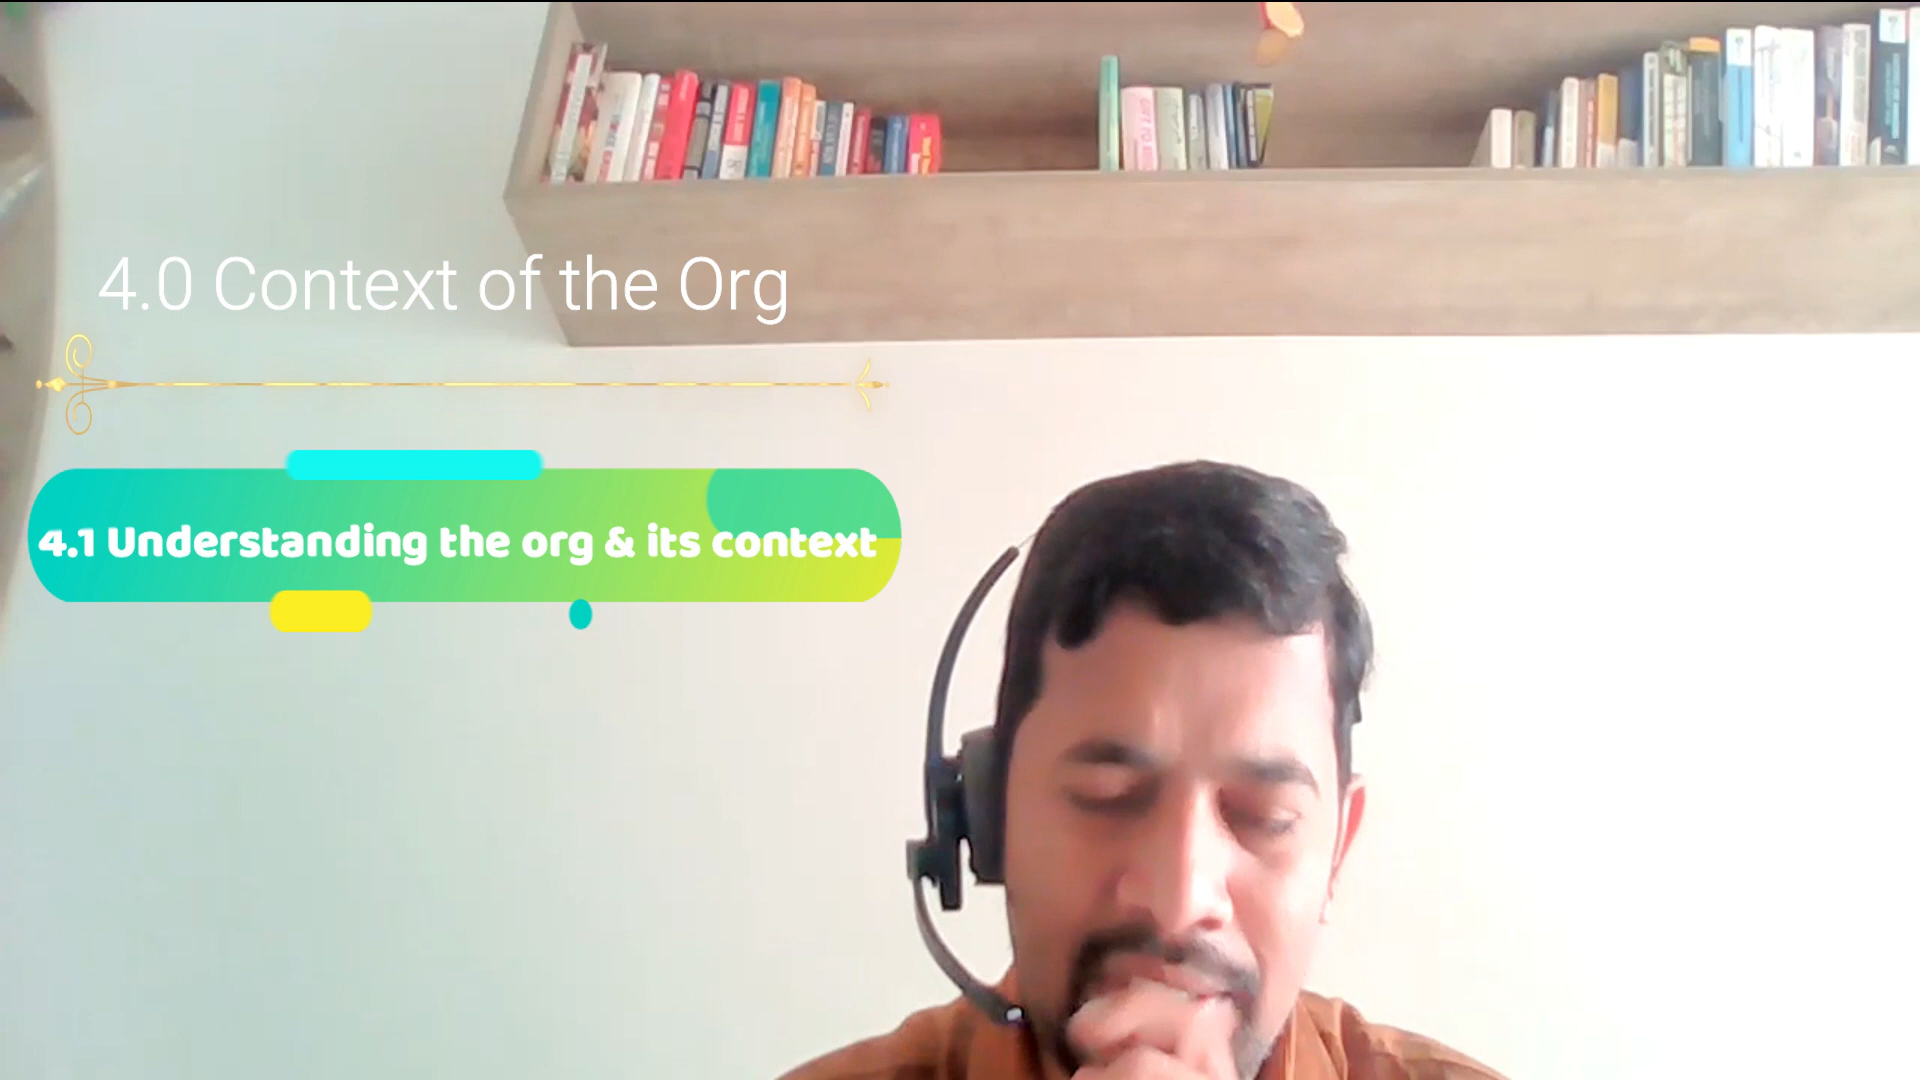 4.0 Context of the Org
4.1 Understanding the org & its context